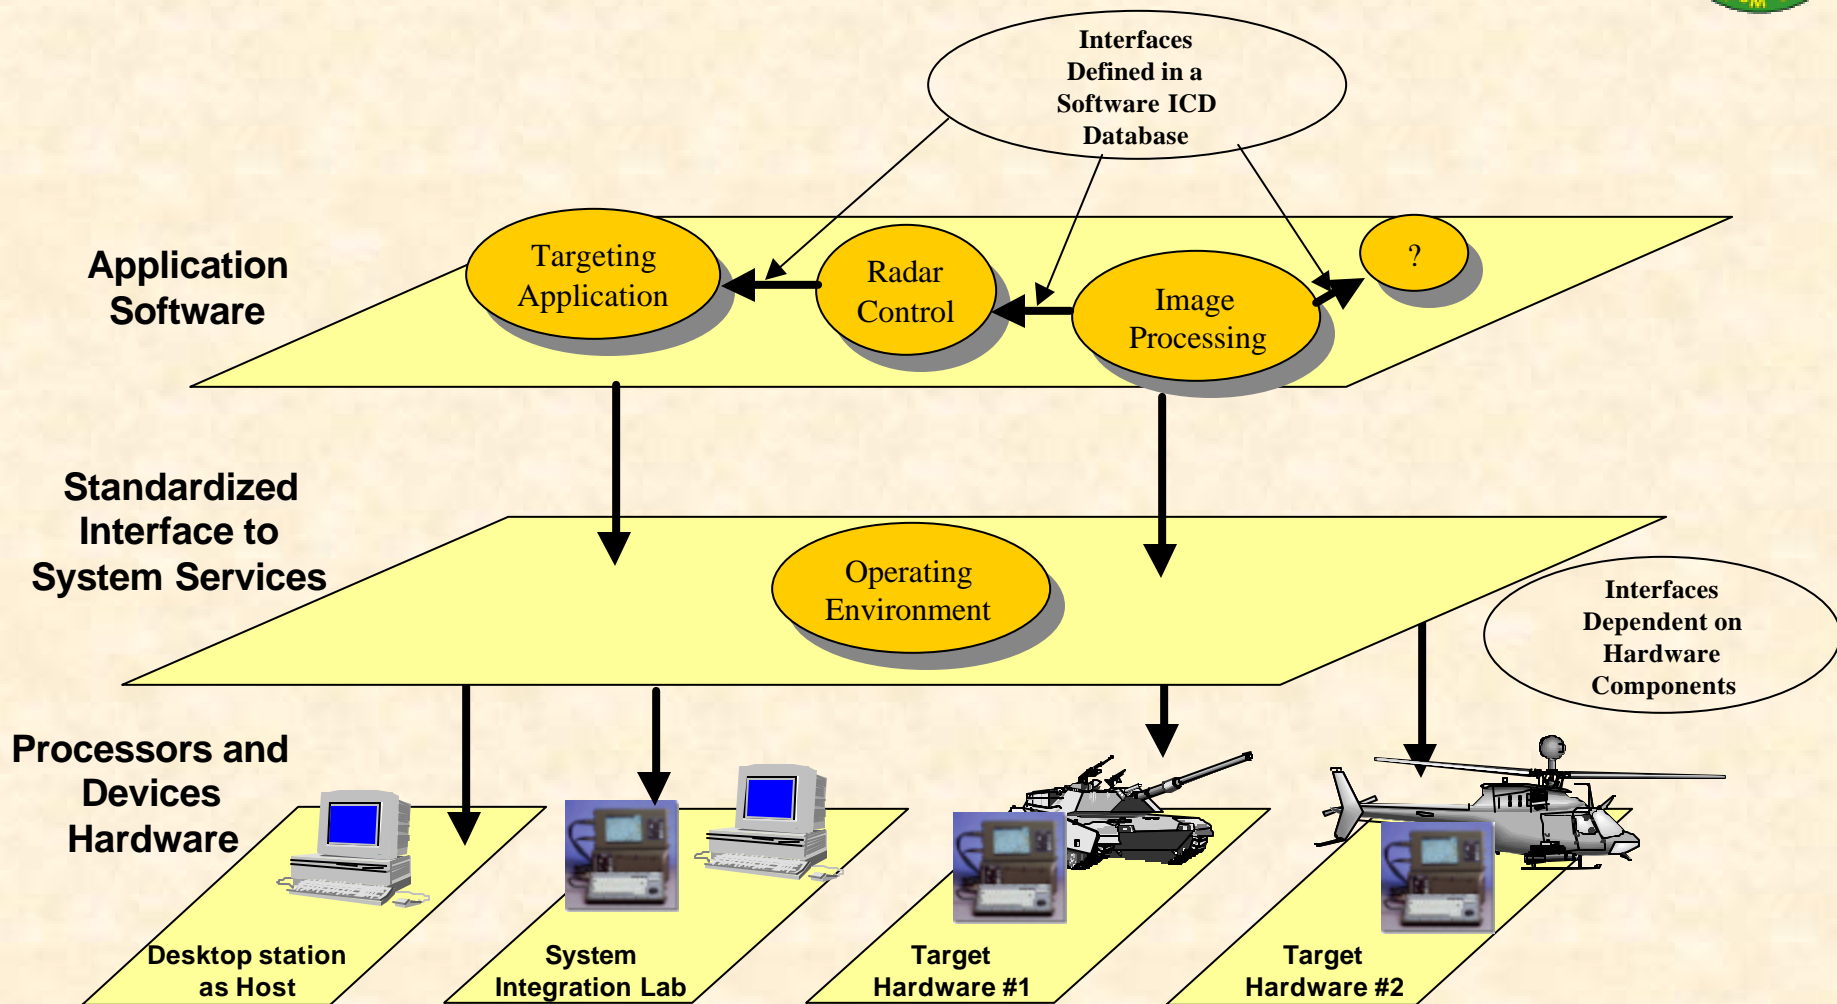 Interfaces
Defined in a
Software ICD
Database
Application
Software
Targeting
Application
Radar
Control
Image
Processing
?
Standardized
Interface to
System Services
Operating
Environment
Interfaces
Dependent on
Hardware
Components
Processors and
Devices
Hardware
Desktop station
as Host
System
Integration Lab
Target
Hardware #1
Target
Hardware #2